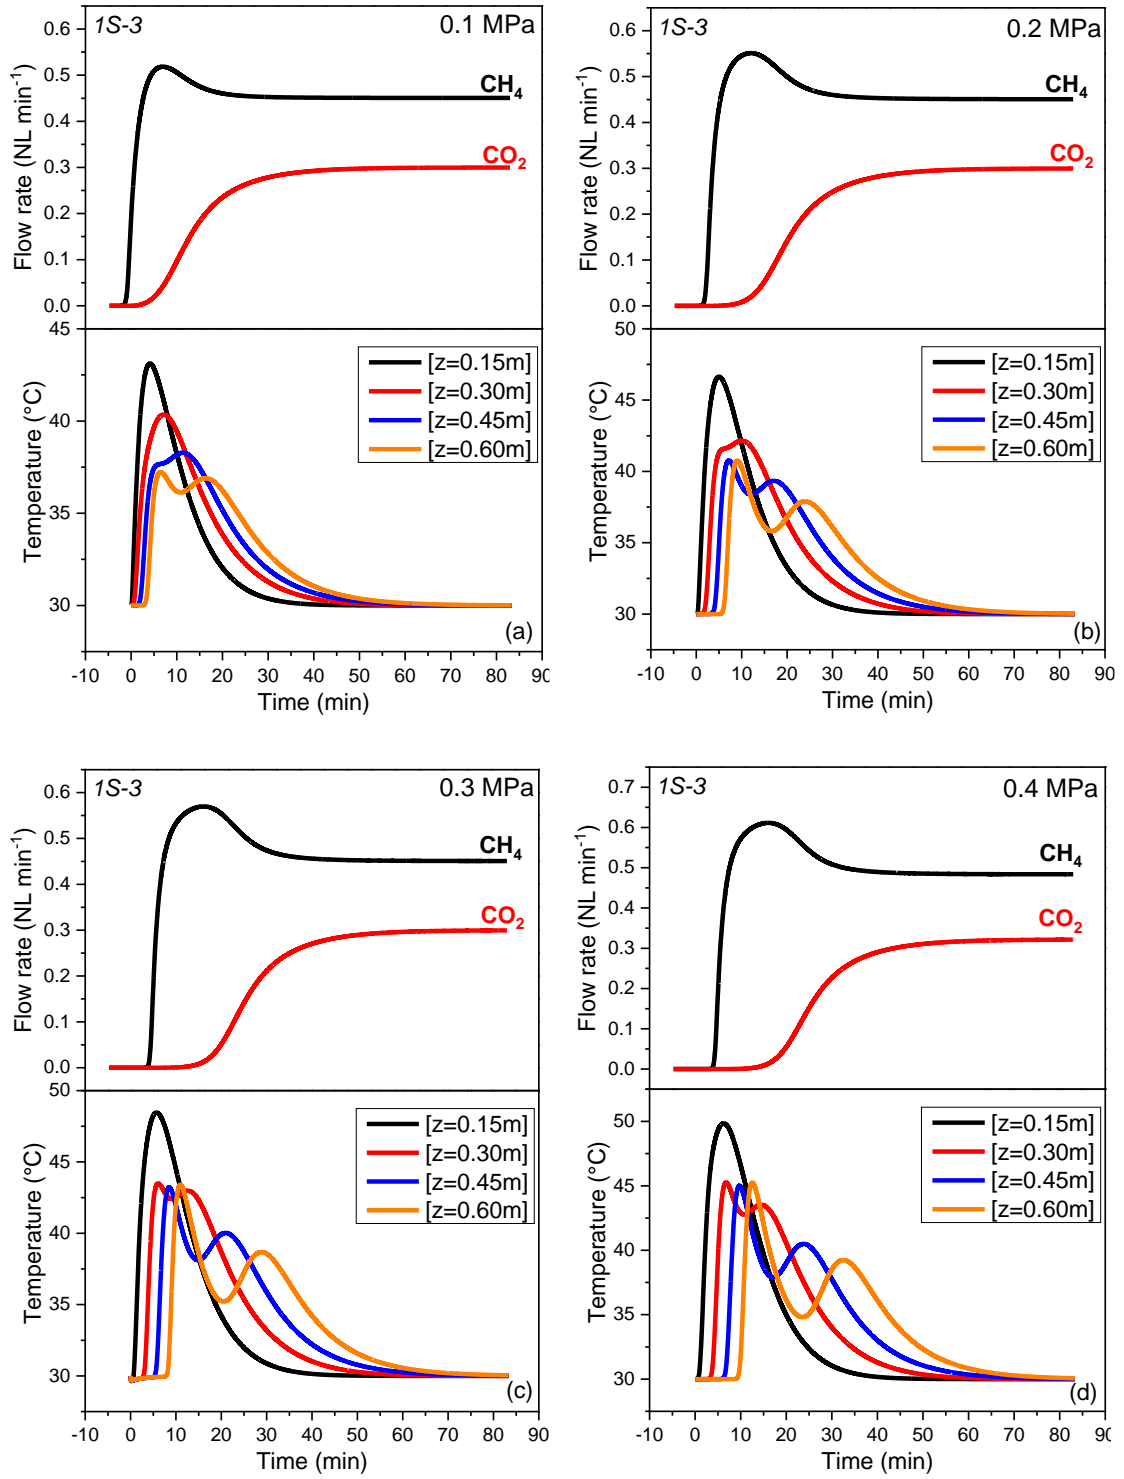 1S-3
0.1 MPa
0.6
0.5
0.4
0.3
0.2
0.1
0.0
Flow rate (NL min-1)
CH4
CO2
45
40
35
30
Temperature (°C)
[z=0.15m]
[z=0.30m]
[z=0.45m]
[z=0.60m]
(a)
-10 0 10 20 30 40 50 60 70 80 90
Time (min)
1S-3
0.2 MPa
0.6
0.5
0.4
0.3
0.2
0.1
0.0
Flow rate (NL min-1)
CH4
CO2
50
45
40
35
30
Temperature (°C)
[z=0.15m]
[z=0.30m]
[z=0.45m]
[z=0.60m]
(b)
-10 0 10 20 30 40 50 60 70 80 90
Time (min)
1S-3
0.3 MPa
0.6
0.5
0.4
0.3
0.2
0.1
0.0
Flow rate (NL min-1)
CH4
CO2
50
45
40
35
30
Temperature (°C)
[z=0.15m]
[z=0.30m]
[z=0.45m]
[z=0.60m]
(c)
-10 0 10 20 30 40 50 60 70 80 90
Time (min)
1S-3
0.4 MPa
0.7
0.6
0.5
0.4
0.3
0.2
0.1
0.0
Flow rate (NL min-1)
CH4
CO2
50
45
40
35
30
Temperature (°C)
[z=0.15m]
[z=0.30m]
[z=0.45m]
[z=0.60m]
(d)
-10 0 10 20 30 40 50 60 70 80 90
Time (min)